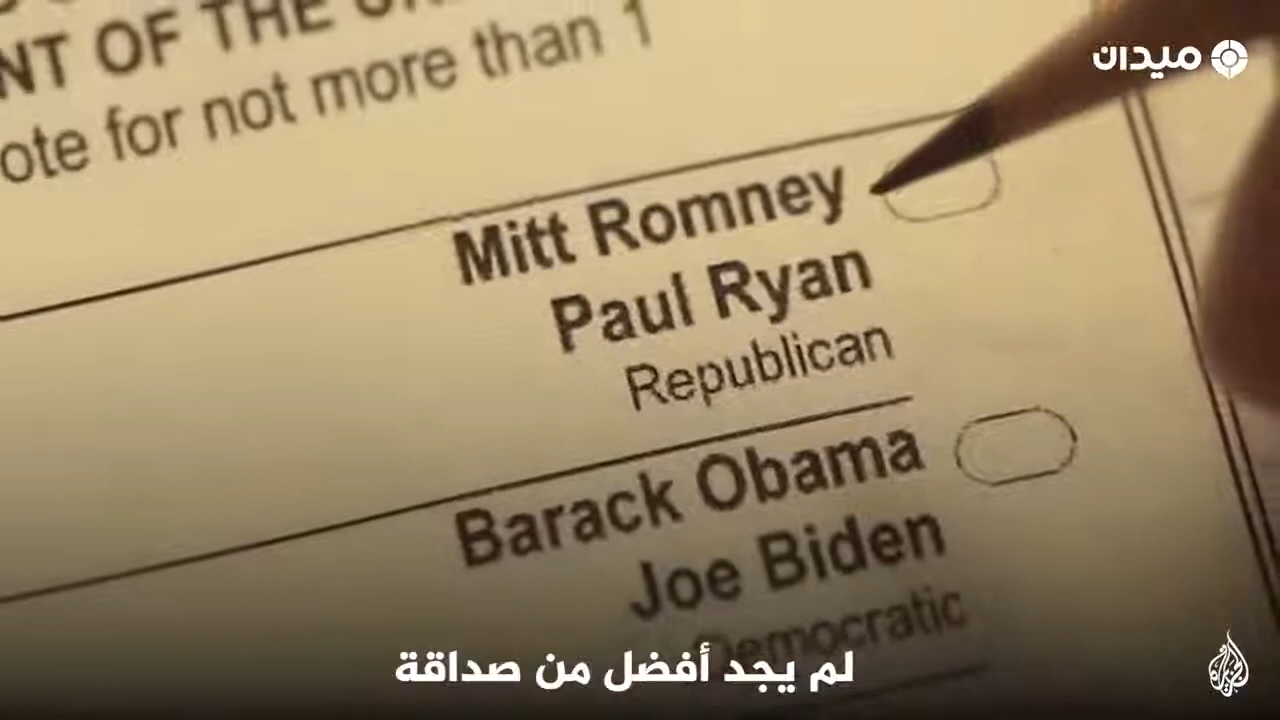 NT OF THE
ote for not more than 1
ميدان
Mitt Romney
Paul Ryan
Republican
Barack Obama
Joe Biden
Democratic
لم يجد أفضل من صداقة
الجزيرة